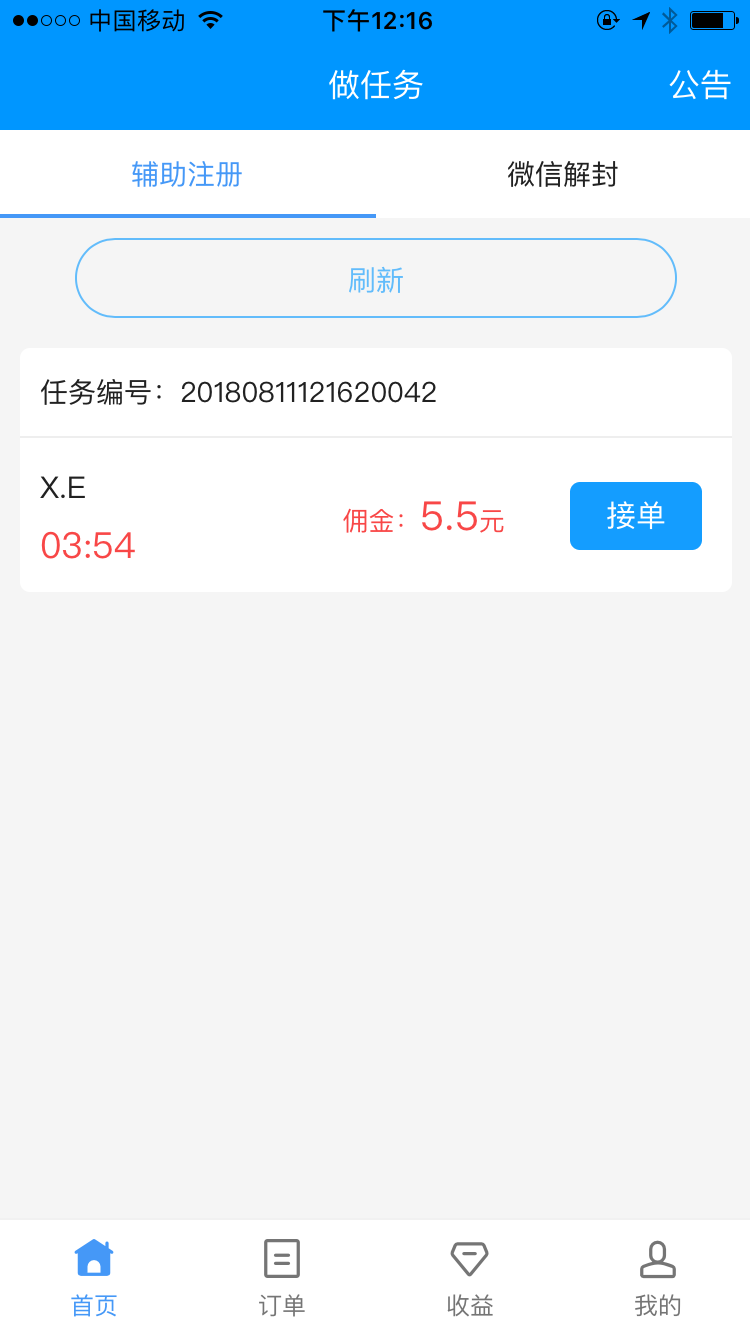 中国移动 下午12:16
做任务 公告
辅助注册 微信解封
刷新
任务编号：20180811121620042
X.E
03:54 佣金：5.5元 接单
首页 订单 收益 我的